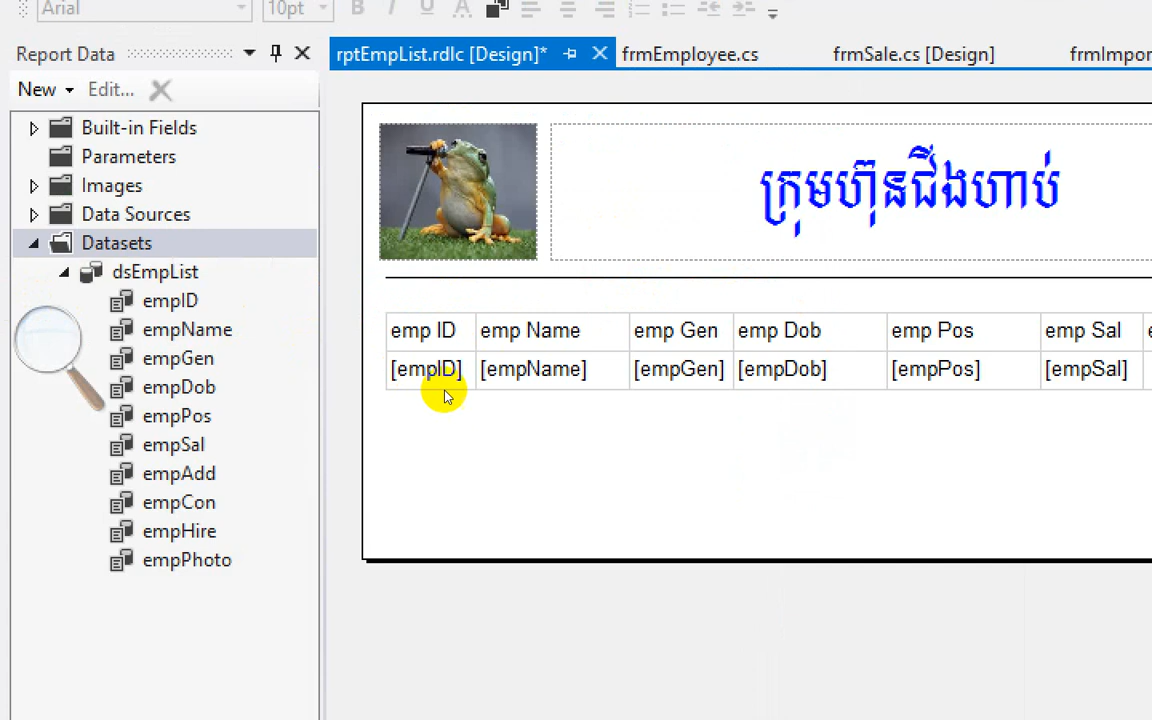 Arial 10pt B I U A
Report Data
rptEmpList.rdlc [Design]* frmEmployee.cs frmSale.cs [Design] frmImpor
New Edit...
Built-in Fields
Parameters
Images
Data Sources
Datasets
dsEmpList
empID
empName
empGen
empDob
empPos
empSal
empAdd
empCon
empHire
empPhoto
ក្រុមហ៊ុនជឺងហាប់
emp ID emp Name emp Gen emp Dob emp Pos emp Sal
[empID] [empName] [empGen] [empDob] [empPos] [empSal]